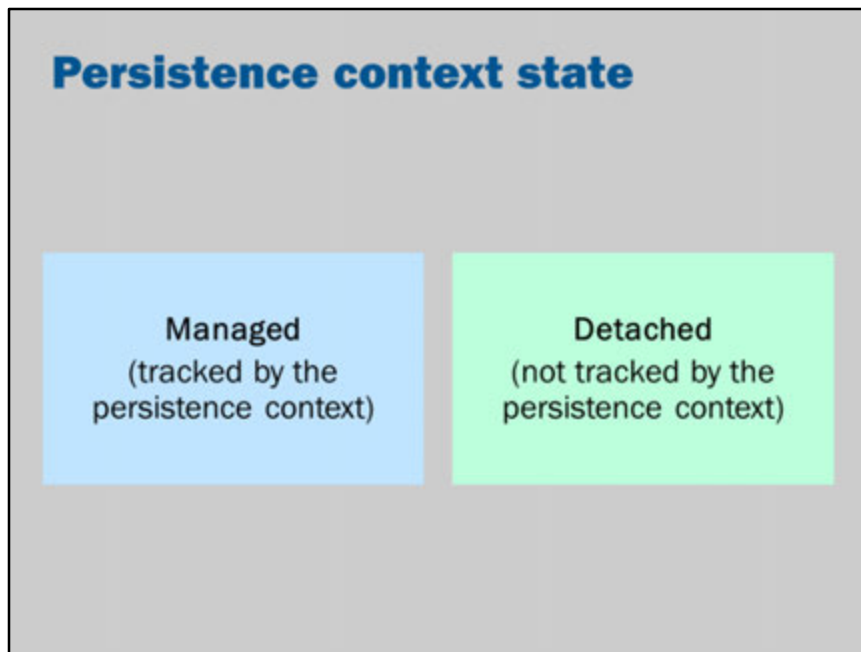 Persistence context state
Managed
(tracked by the
persistence context)
Detached
(not tracked by the
persistence context)